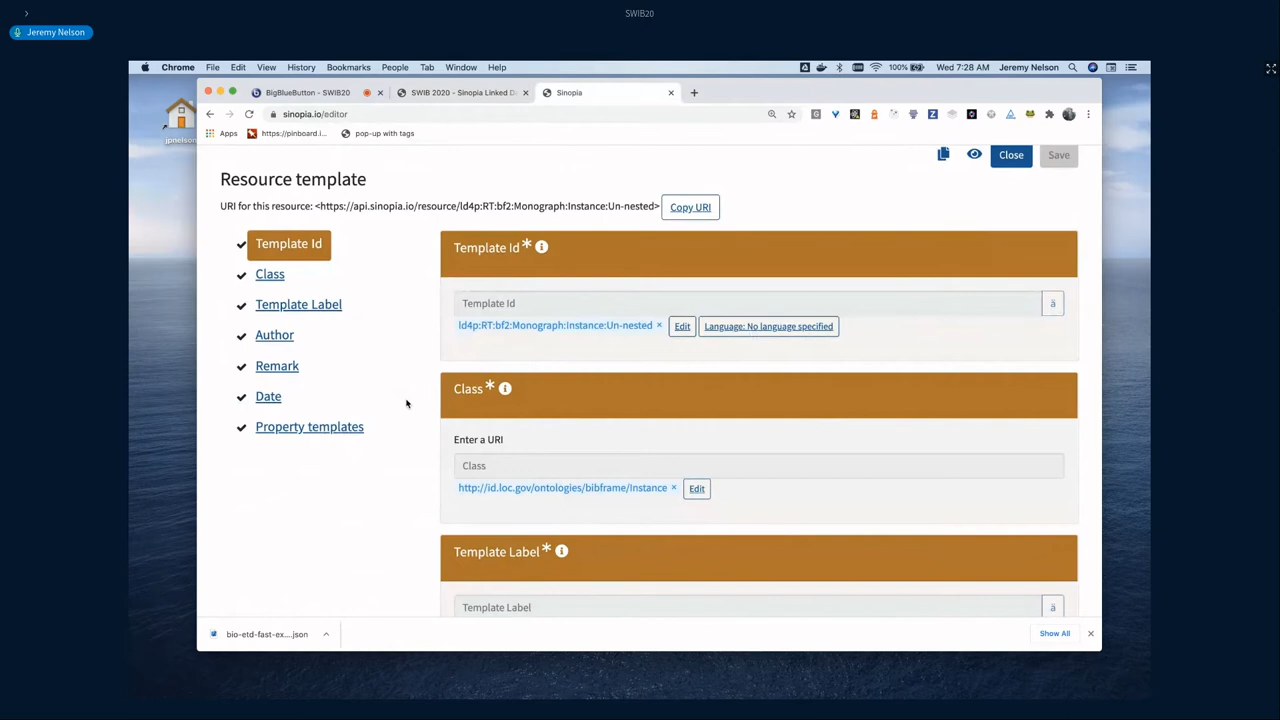 SWIB20
Jeremy Nelson
Chrome File Edit View History Bookmarks People Tab Window Help
100% Wed 7:28 AM Jeremy Nelson
jpnelson
BigBlueButton - SWIB20
SWIB 2020 - Sinopia Linked D
Sinopia
sinopia.io/editor
Apps
https://pinboard.i...
pop-up with tags
Close
Save
Resource template
URI for this resource: <https://api.sinopia.io/resource/ld4p:RT:bf2:Monograph:Instance:Un-nested>
Copy URI
Template Id
Class
Template Label
Author
Remark
Date
Property templates
Template Id*
Template Id
ä
ld4p:RT:bf2:Monograph:Instance:Un-nested ×
Edit
Language: No language specified
Class*
Enter a URI
Class
http://id.loc.gov/ontologies/bibframe/Instance ×
Edit
Template Label*
Template Label
ä
bio-etd-fast-ex....json
Show All